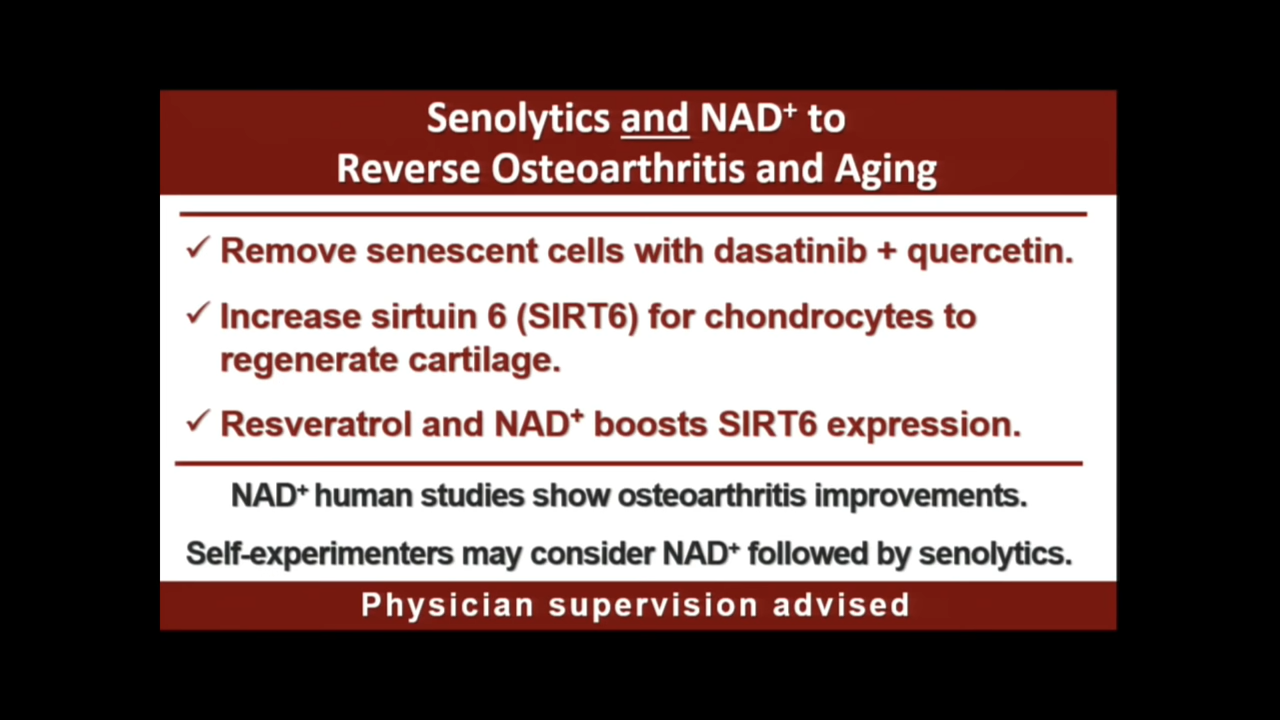 Senolytics and NAD⁺ to
Reverse Osteoarthritis and Aging
✓ Remove senescent cells with dasatinib + quercetin.
✓ Increase sirtuin 6 (SIRT6) for chondrocytes to
regenerate cartilage.
✓ Resveratrol and NAD⁺ boosts SIRT6 expression.
NAD⁺ human studies show osteoarthritis improvements.
Self-experimenters may consider NAD⁺ followed by senolytics.
Physician supervision advised